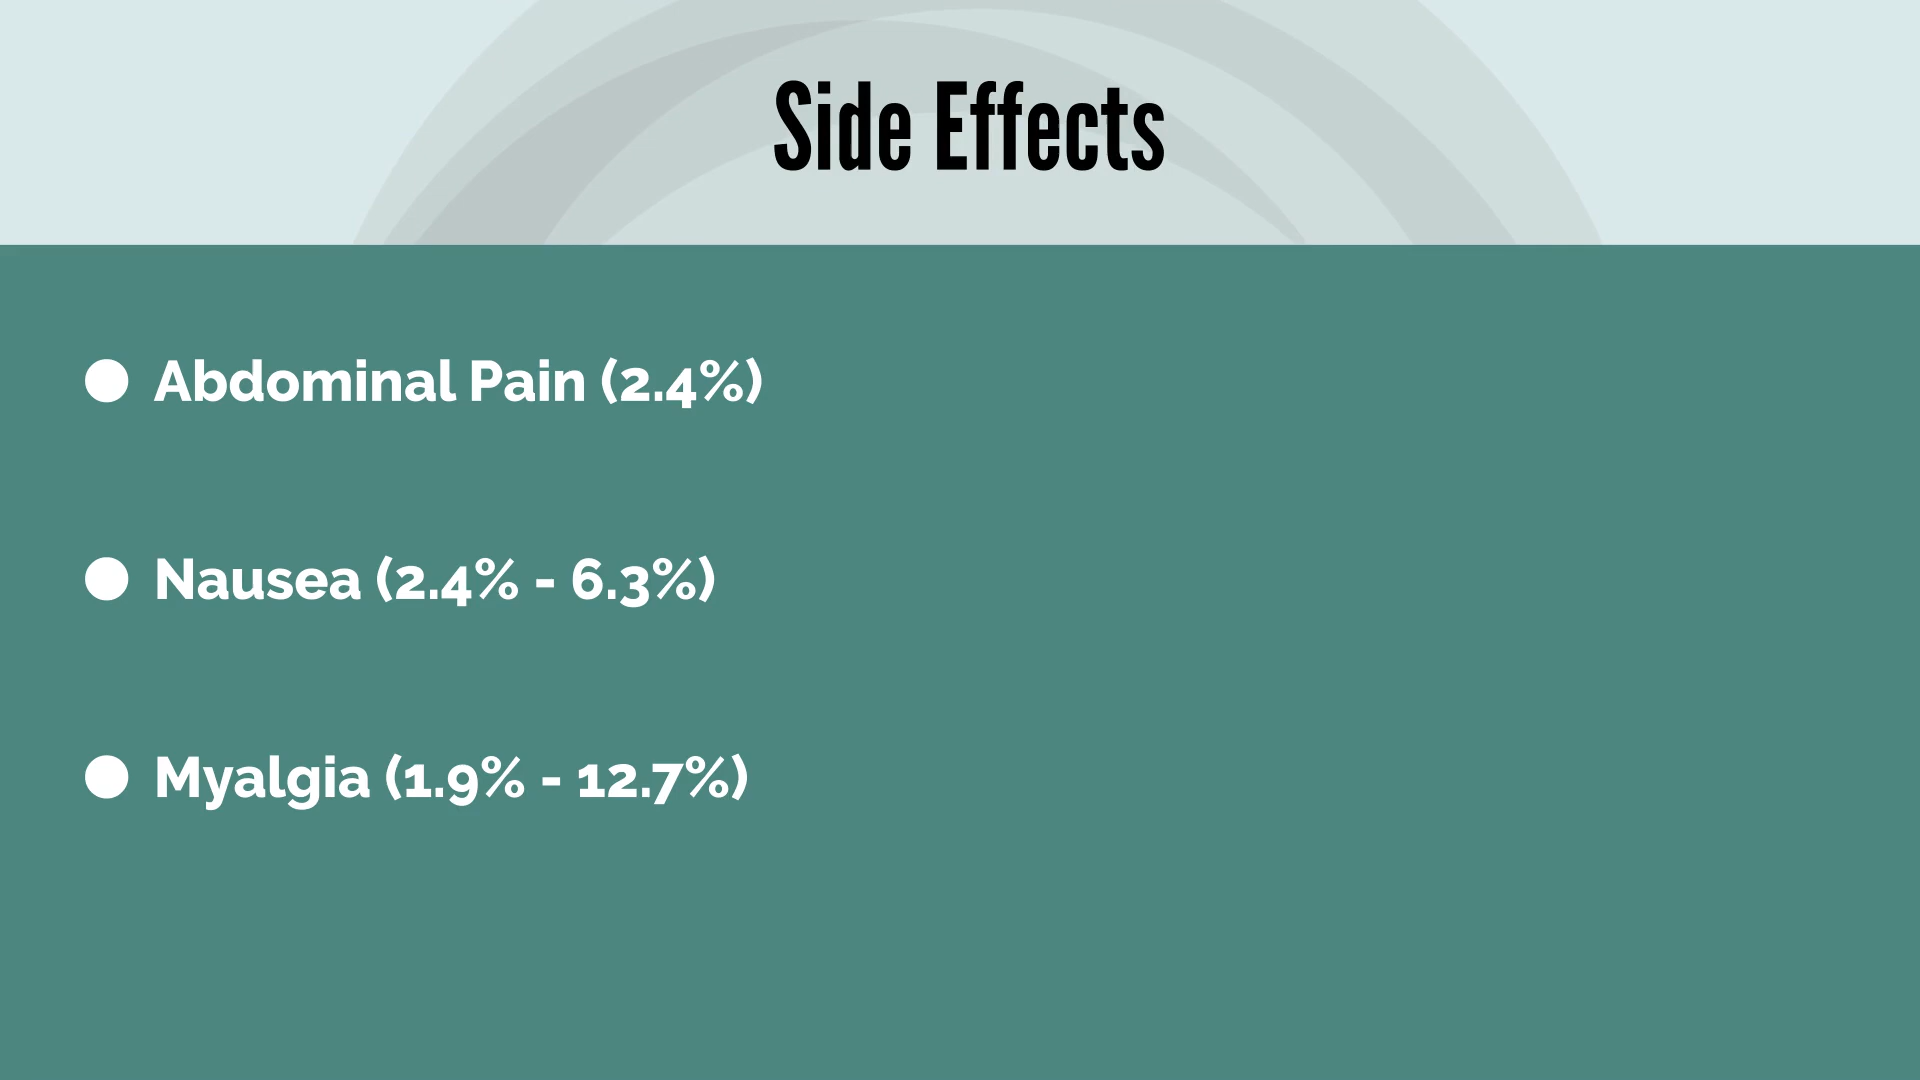 Side Effects
Abdominal Pain (2.4%)
Nausea (2.4% - 6.3%)
Myalgia (1.9% - 12.7%)